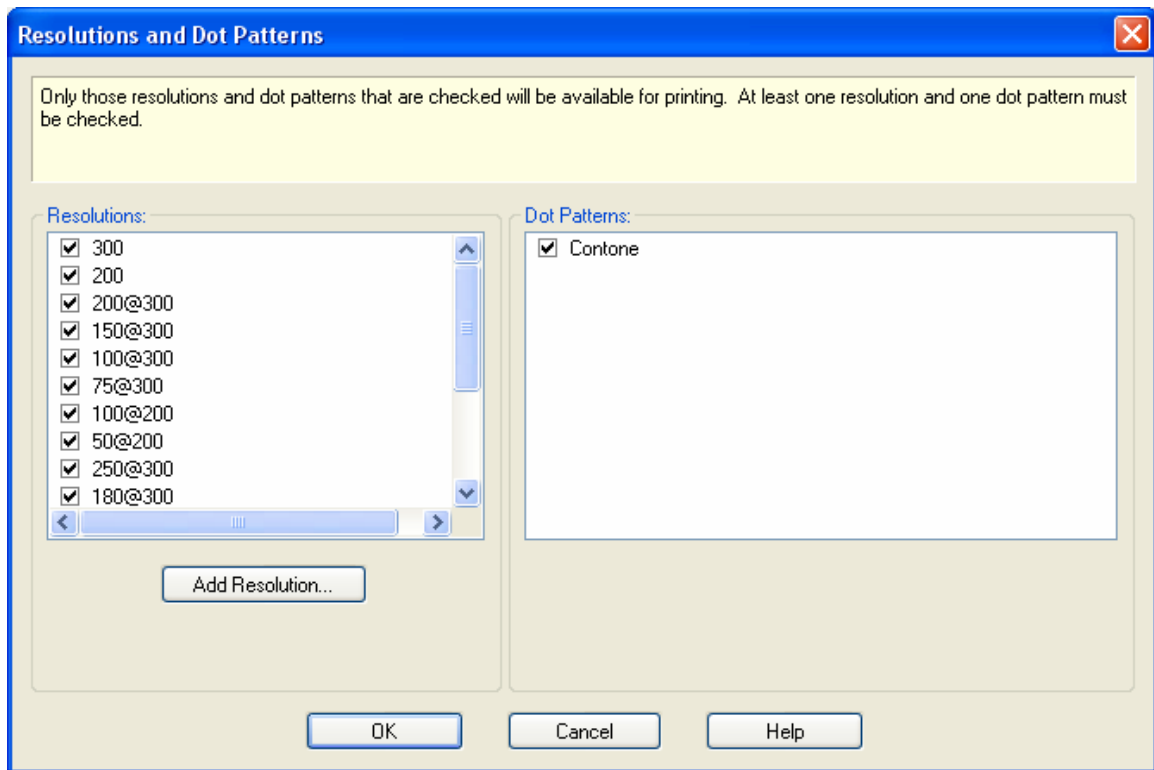 Resolutions and Dot Patterns
Only those resolutions and dot patterns that are checked will be available for printing.  At least one resolution and one dot pattern must
be checked.
Resolutions:
300
200
200@300
150@300
100@300
75@300
100@200
50@200
250@300
180@300
Add Resolution...
Dot Patterns:
Contone
OK
Cancel
Help